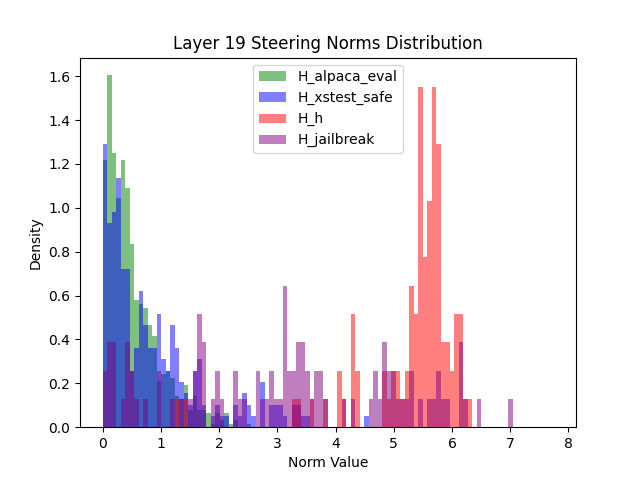 Layer 19 Steering Norms Distribution
H_alpaca_eval
H_xstest_safe
H_h
H_jailbreak
Density
1.6
1.4
1.2
1.0
0.8
0.6
0.4
0.2
0.0
0 1 2 3 4 5 6 7 8
Norm Value